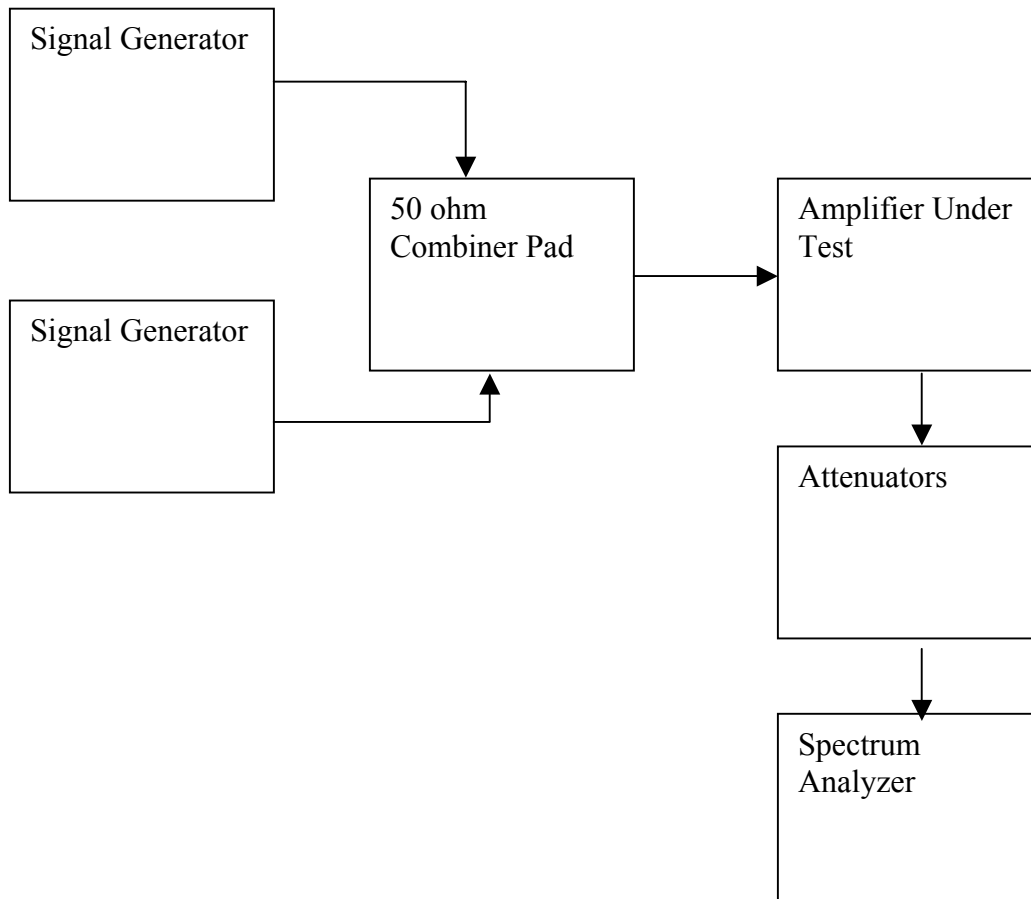 Signal Generator
50 ohm
Combiner Pad
Amplifier Under
Test
Signal Generator
Attenuators
Spectrum
Analyzer